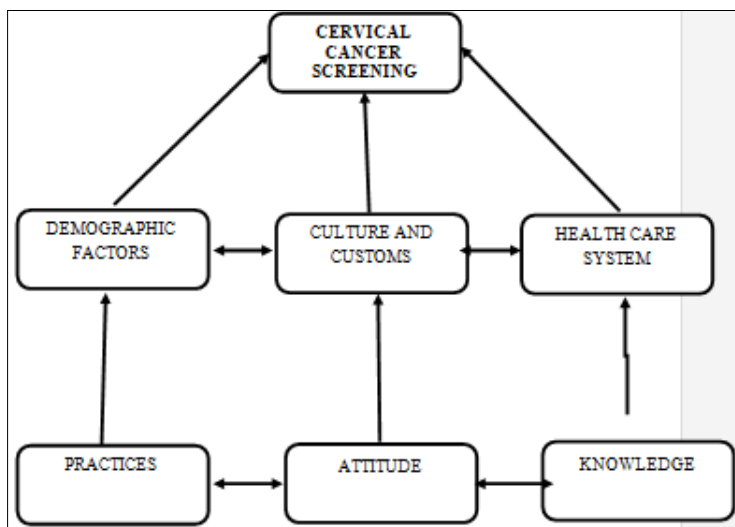 CERVICAL
CANCER
SCREENING
DEMOGRAPHIC
FACTORS
CULTURE AND
CUSTOMS
HEALTH CARE
SYSTEM
PRACTICES
ATTITUDE
KNOWLEDGE